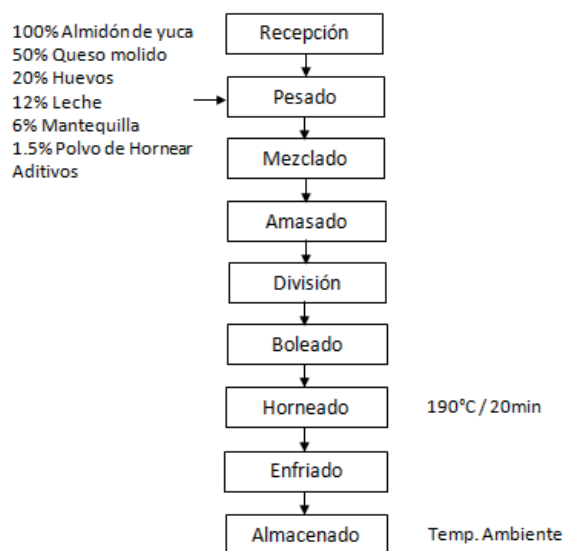 100% Almidón de yuca
50% Queso molido
20% Huevos
12% Leche
6% Mantequilla
1.5% Polvo de Hornear
Aditivos
Recepción
Pesado
Mezclado
Amasado
División
Boleado
Horneado
190°C / 20min
Enfriado
Almacenado
Temp. Ambiente